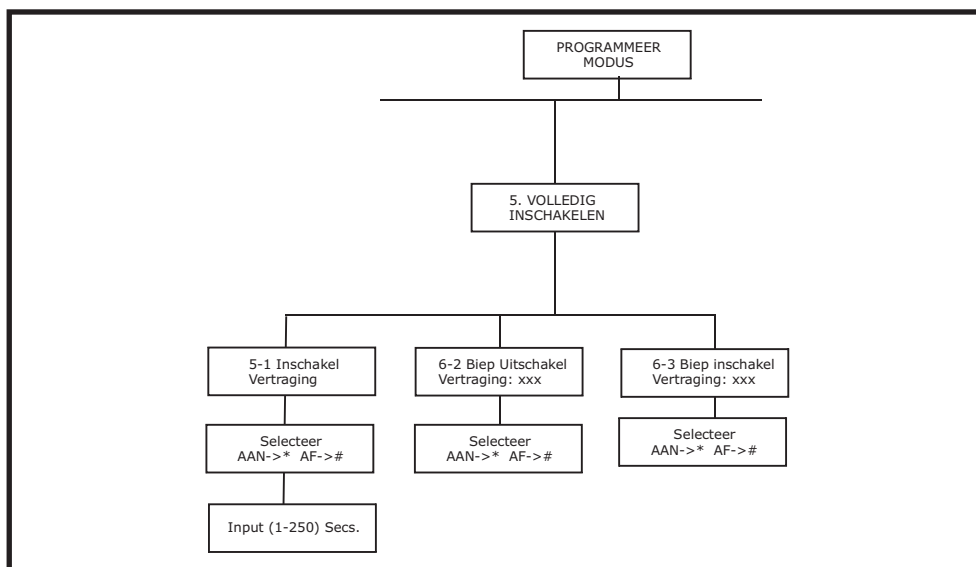 PROGRAMMEER
MODUS
5. VOLLEDIG
INSCHAKELEN
5-1 Inschakel
Vertraging
6-2 Biep Uitschakel
Vertraging: xxx
6-3 Biep inschakel
Vertraging: xxx
Selecteer
AAN->* AF->#
Selecteer
AAN->* AF->#
Selecteer
AAN->* AF->#
Input (1-250) Secs.